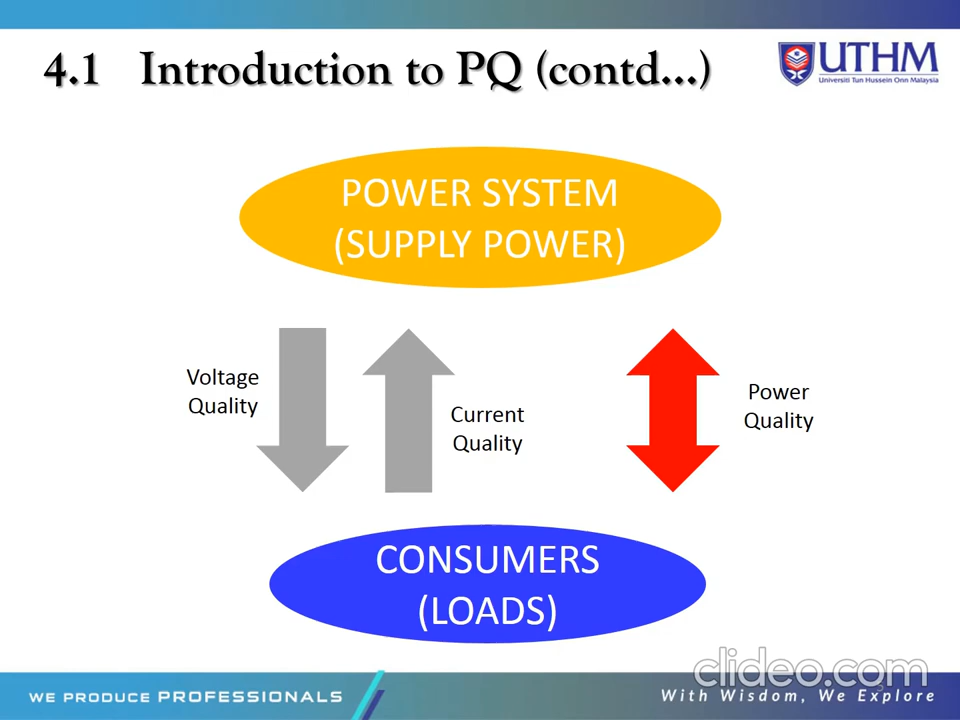 4.1 Introduction to PQ (contd...)
UTHM
Universiti Tun Hussein Onn Malaysia
POWER SYSTEM
(SUPPLY POWER)
Voltage
Quality
Current
Quality
Power
Quality
CONSUMERS
(LOADS)
clideo.com
WE PRODUCE PROFESSIONALS
With Wisdom, We Explore